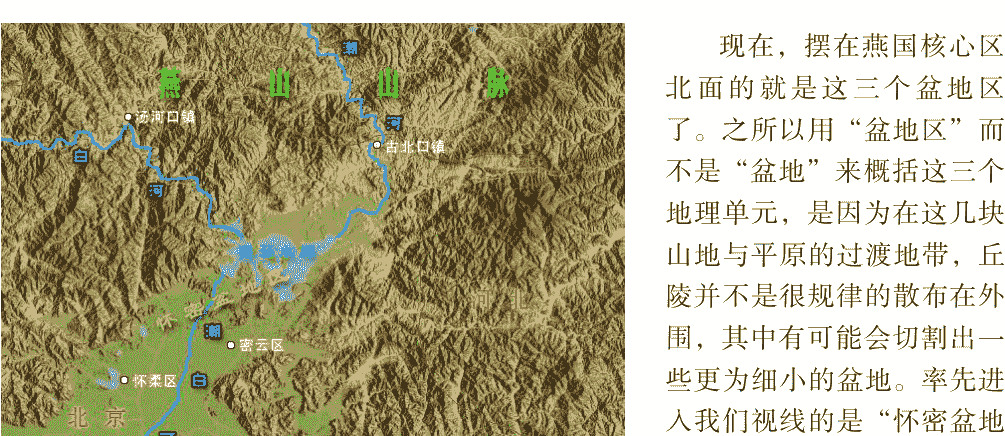 燕山山脉
潮
河
汤河口镇
古北口镇
白
河
怀密盆地
河北
潮
密云区
怀柔区
白
北京
现在，摆在燕国核心区
北面的就是这三个盆地区
了。之所以用“盆地区”而
不是“盆地”来概括这三个
地理单元，是因为在这几块
山地与平原的过渡地带，丘
陵并不是很规律的散布在外
围，其中有可能会切割出一
些更为细小的盆地。率先进
入我们视线的是“怀密盆地